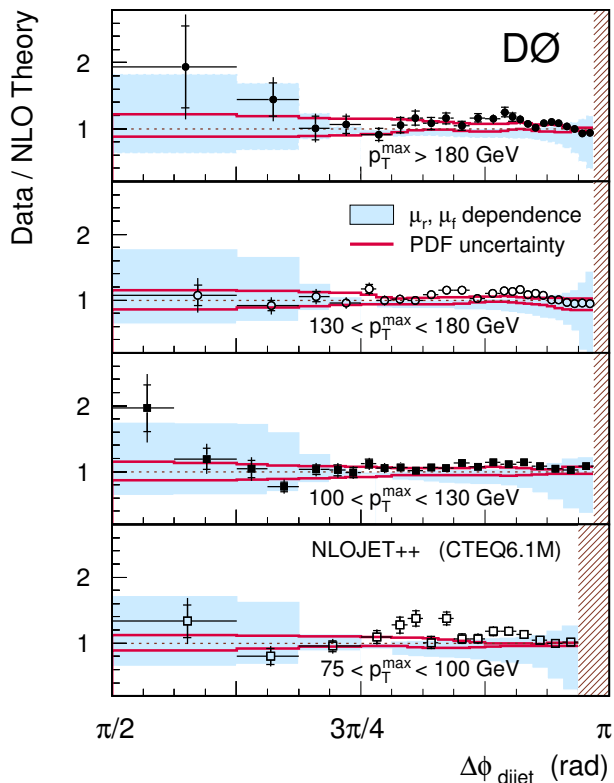 Data / NLO Theory
DØ
2
1
p_T^max > 180 GeV
μ_r, μ_f dependence
PDF uncertainty
2
1
130 < p_T^max < 180 GeV
2
1
100 < p_T^max < 130 GeV
NLOJET++ (CTEQ6.1M)
2
1
75 < p_T^max < 100 GeV
π/2 3π/4 π
Δϕ_dijet (rad)